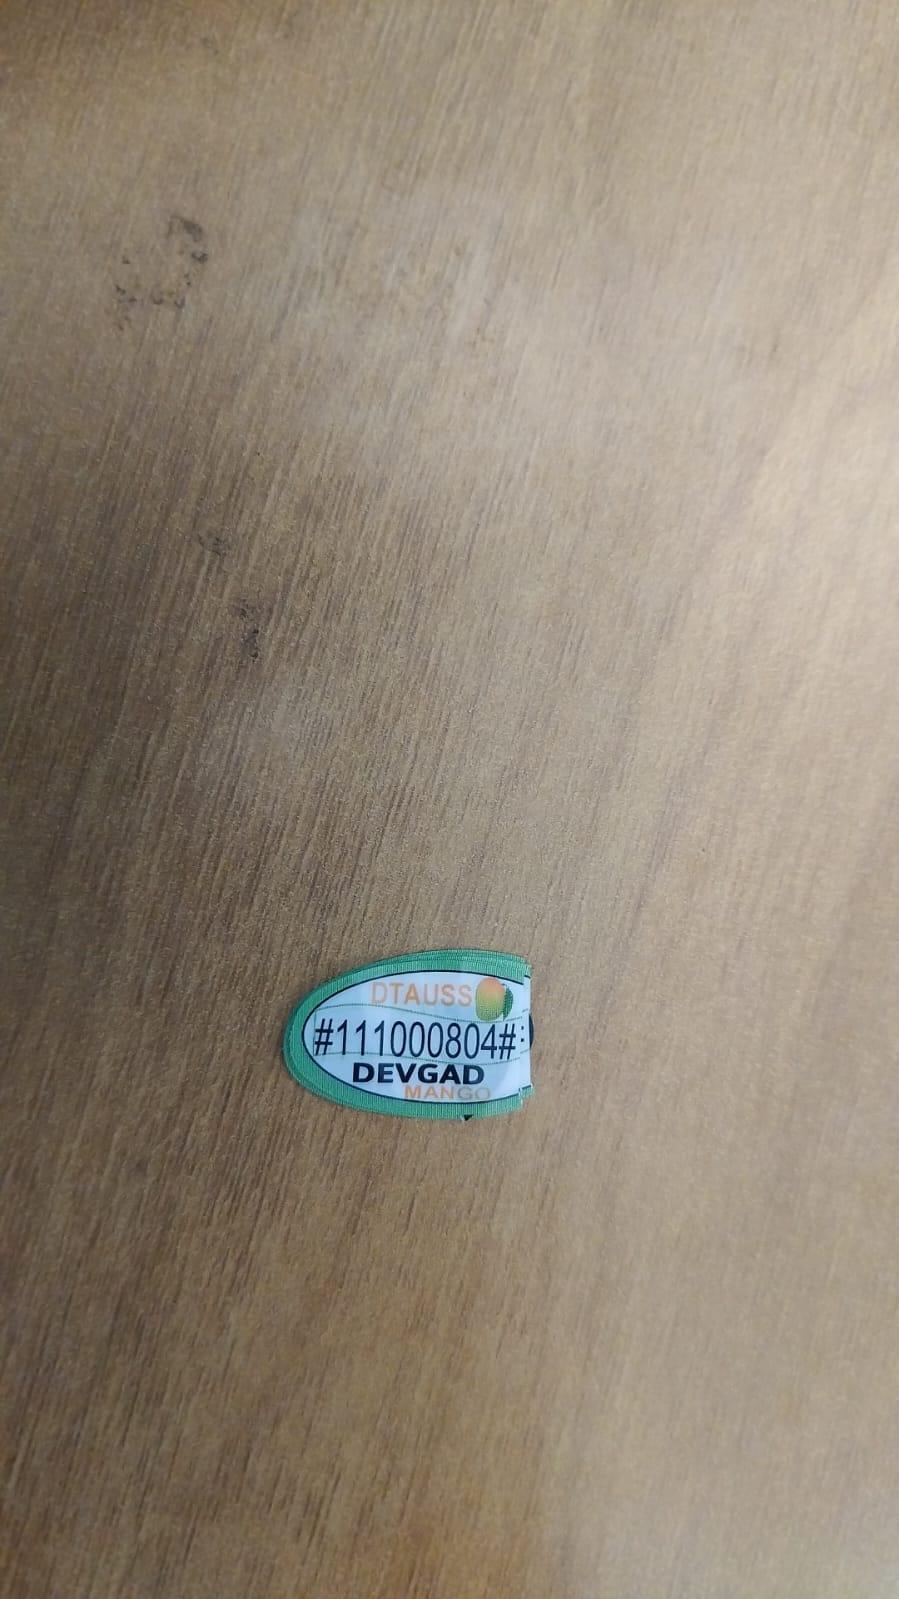 DTAUSS
#111000804#:
DEVGAD
MANGO